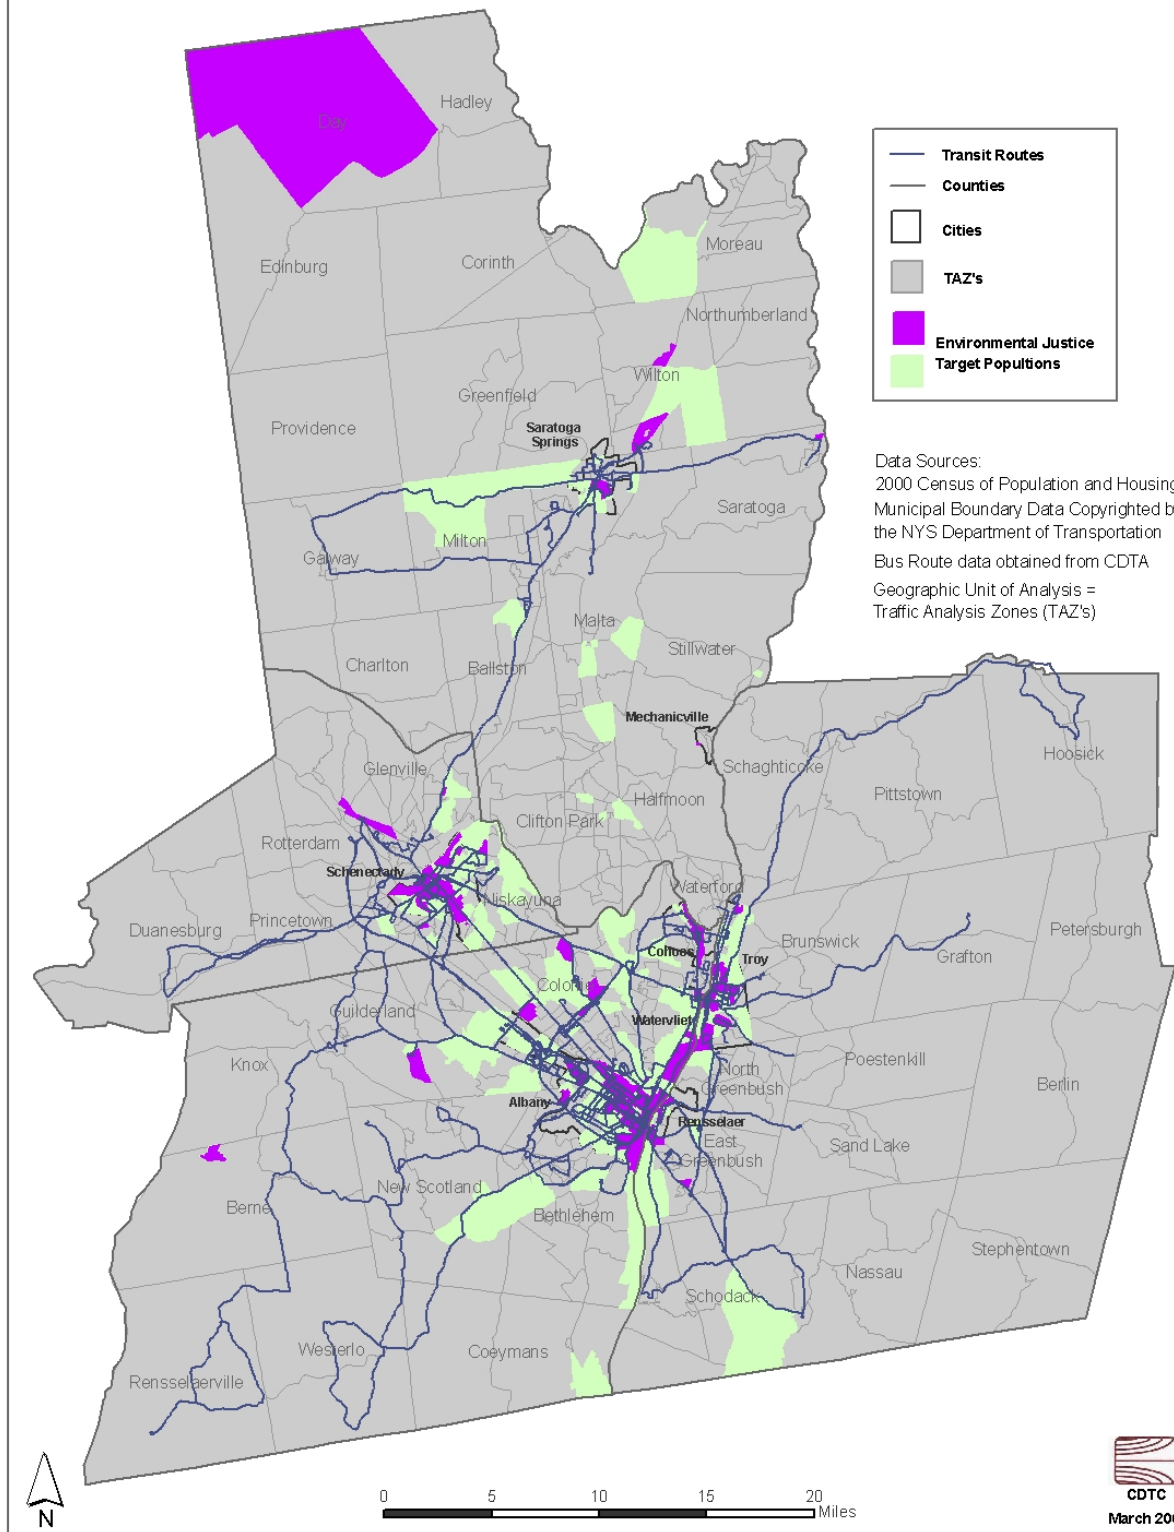 Hadley
Day
Transit Routes
Counties
Cities
TAZ's
Environmental Justice
Target Popultions
Moreau
Edinburg
Corinth
Northumberland
Wilton
Greenfield
Providence
Saratoga
Springs
Data Sources:
2000 Census of Population and Housing
Municipal Boundary Data Copyrighted by
the NYS Department of Transportation
Bus Route data obtained from CDTA
Geographic Unit of Analysis =
Traffic Analysis Zones (TAZ's)
Saratoga
Milton
Galway
Malta
Stillwater
Charlton
Ballston
Mechanicville
Schaghticoke
Hoosick
Glenville
Pittstown
Halfmoon
Clifton Park
Rotterdam
Schenectady
Niskayuna
Waterford
Princetown
Duanesburg
Petersburgh
Brunswick
Cohoes
Troy
Grafton
Colonie
Guilderland
Watervliet
Knox
Poestenkill
North
Greenbush
Berlin
Albany
Rensselaer
East
Greenbush
Sand Lake
New Scotland
Berne
Bethlehem
Stephentown
Nassau
Schodack
Westerlo
Coeymans
Rensselaerville
N
0 5 10 15 20
Miles
CDTC
March 200